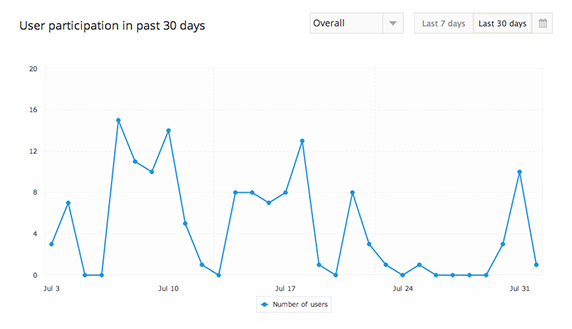 User participation in past 30 days
Overall
Last 7 days
Last 30 days
20
16
12
8
4
0
Jul 3
Jul 10
Jul 17
Jul 24
Jul 31
Number of users